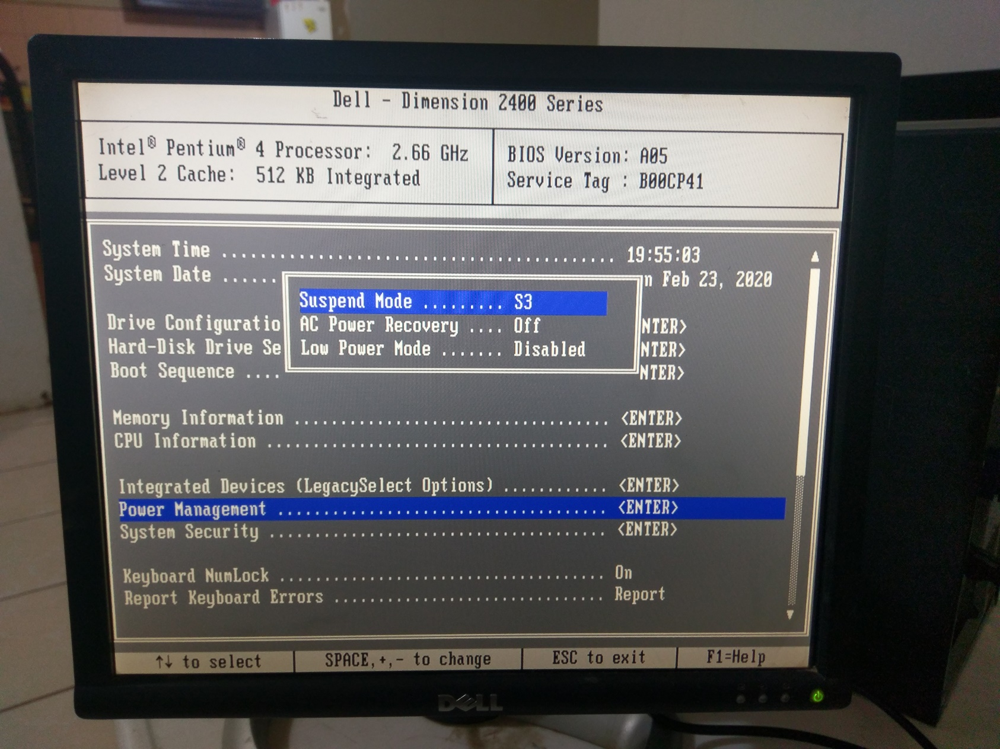 Dell - Dimension 2400 Series
Intel® Pentium® 4 Processor: 2.66 GHz
Level 2 Cache: 512 KB Integrated
BIOS Version: A05
Service Tag : B00CP41
System Time ......................................... 19:55:03
System Date ...... n Feb 23, 2020
Suspend Mode ......... S3
AC Power Recovery .... Off
Low Power Mode ....... Disabled
Drive Configuratio NTER>
Hard-Disk Drive Se NTER>
Boot Sequence .... NTER>
Memory Information .................................. <ENTER>
CPU Information ..................................... <ENTER>
Integrated Devices (LegacySelect Options) ............ <ENTER>
Power Management .................................... <ENTER>
System Security ..................................... <ENTER>
Keyboard NumLock .................................... On
Report Keyboard Errors .............................. Report
↑↓ to select
SPACE,+,- to change
ESC to exit
F1=Help
DELL